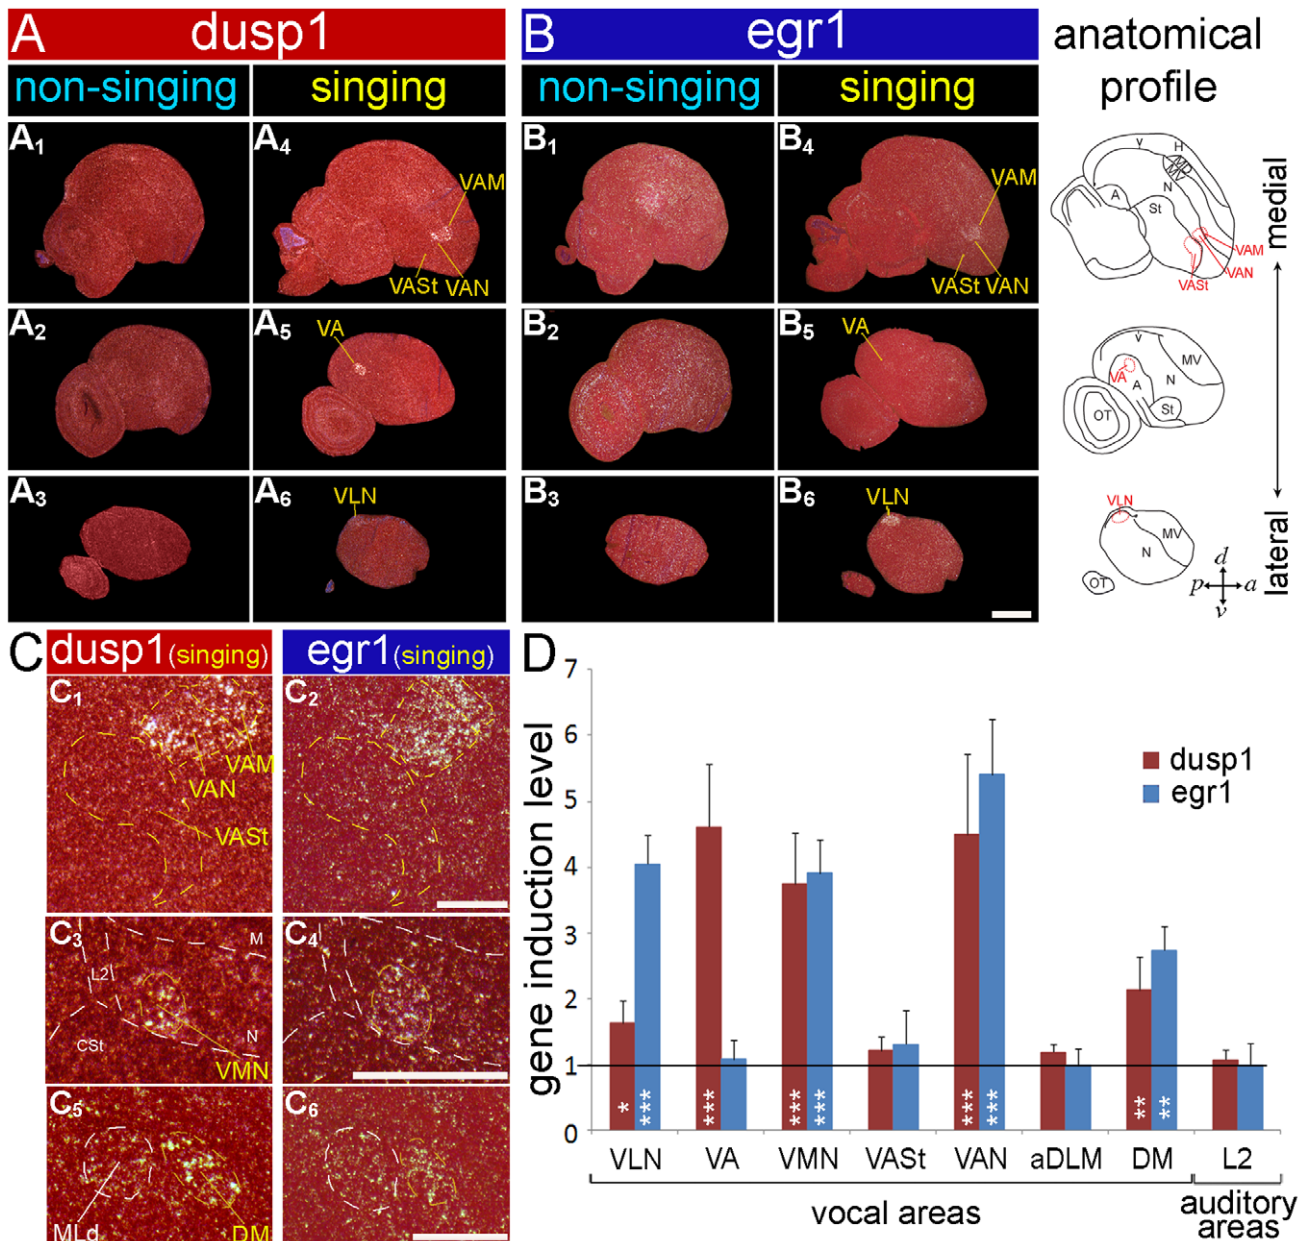 A dusp1
non-singing singing
A1 A4
VAM
VASt VAN
A2 A5
VA
A3 A6
VLN
B egr1
non-singing singing
B1 B4
VAM
VASt VAN
B2 B5
VA
B3 B6
VLN
anatomical
profile
v H
MD
N
A
St
VAM
VAN
VASt
v
MV
VA
A N
OT St
VLN
MV
N
OT
d
p a
v
medial
lateral
C dusp1(singing) egr1(singing)
C1 C2
VAM
VAN
VASt
C3 C4
M
L2
CSt N
VMN
C5 C6
MLd DM
D
gene induction level
7
6
5
4
3
2
1
0
dusp1
egr1
* *** *** *** *** *** *** ** **
VLN VA VMN VASt VAN aDLM DM L2
vocal areas
auditory
areas